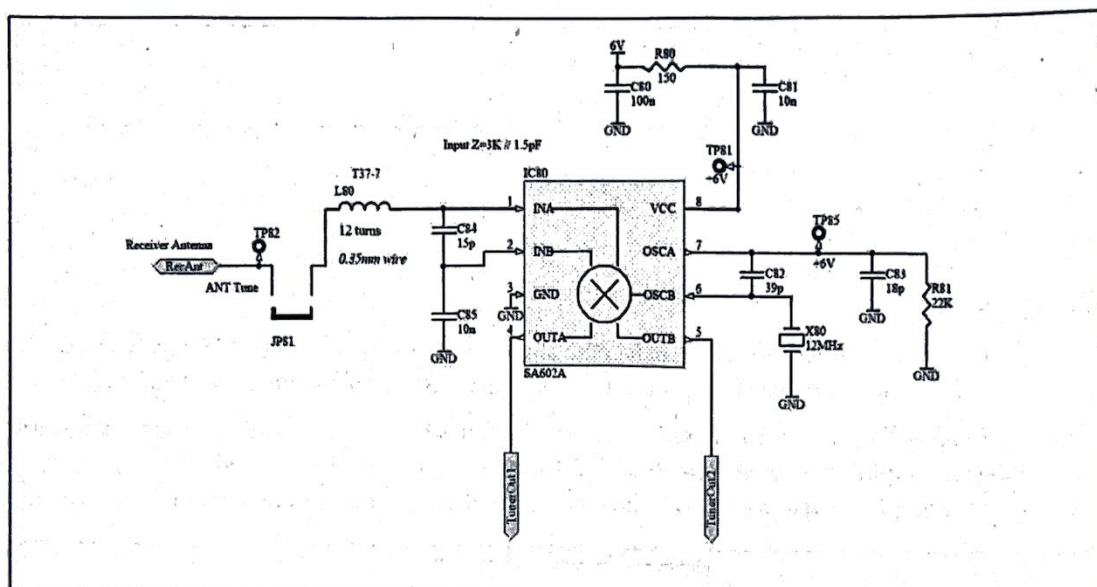 6V
R80
150
C80
100n
GND
C81
10n
GND
Input Z=3K // 1.5pF
TP81
+6V
T37-7
L80
12 turns
0.35mm wire
IC80
1
INA
VCC
8
TP85
+6V
Receiver Antenna
RecAnt
TP82
ANT Tune
JP81
C84
15p
2
INB
OSCA
7
C82
39p
C83
18p
R81
22K
3
GND
GND
OSCB
6
C85
10n
GND
4
OUTA
OUTB
5
X80
12MHz
GND
GND
GND
SA602A
TunerOut1
TunerOut2